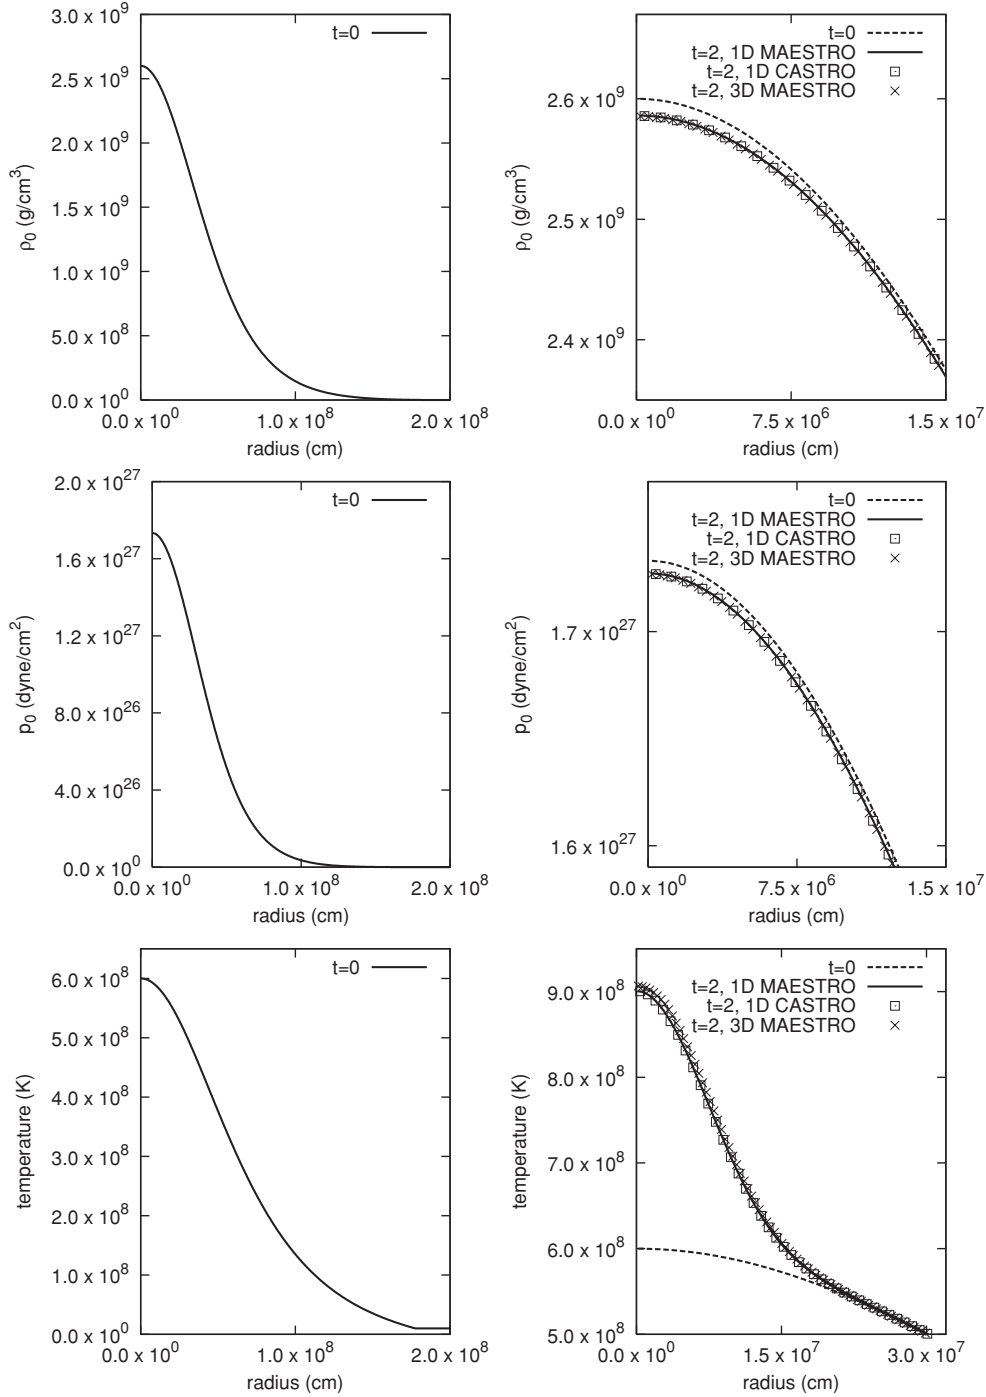 3.0 x 10^9
2.5 x 10^9
2.0 x 10^9
1.5 x 10^9
1.0 x 10^9
5.0 x 10^8
0.0 x 10^0
ρ_0 (g/cm^3)
t=0
0.0 x 10^0 1.0 x 10^8 2.0 x 10^8
radius (cm)
t=0
t=2, 1D MAESTRO
t=2, 1D CASTRO
t=2, 3D MAESTRO
2.6 x 10^9
2.5 x 10^9
2.4 x 10^9
ρ_0 (g/cm^3)
0.0 x 10^0 7.5 x 10^6 1.5 x 10^7
radius (cm)
2.0 x 10^27
1.6 x 10^27
1.2 x 10^27
8.0 x 10^26
4.0 x 10^26
0.0 x 10^0
p_0 (dyne/cm^2)
t=0
0.0 x 10^0 1.0 x 10^8 2.0 x 10^8
radius (cm)
t=0
t=2, 1D MAESTRO
t=2, 1D CASTRO
t=2, 3D MAESTRO
1.7 x 10^27
1.6 x 10^27
p_0 (dyne/cm^2)
0.0 x 10^0 7.5 x 10^6 1.5 x 10^7
radius (cm)
6.0 x 10^8
5.0 x 10^8
4.0 x 10^8
3.0 x 10^8
2.0 x 10^8
1.0 x 10^8
0.0 x 10^0
temperature (K)
t=0
0.0 x 10^0 1.0 x 10^8 2.0 x 10^8
radius (cm)
t=0
t=2, 1D MAESTRO
t=2, 1D CASTRO
t=2, 3D MAESTRO
9.0 x 10^8
8.0 x 10^8
7.0 x 10^8
6.0 x 10^8
5.0 x 10^8
temperature (K)
0.0 x 10^0 1.5 x 10^7 3.0 x 10^7
radius (cm)